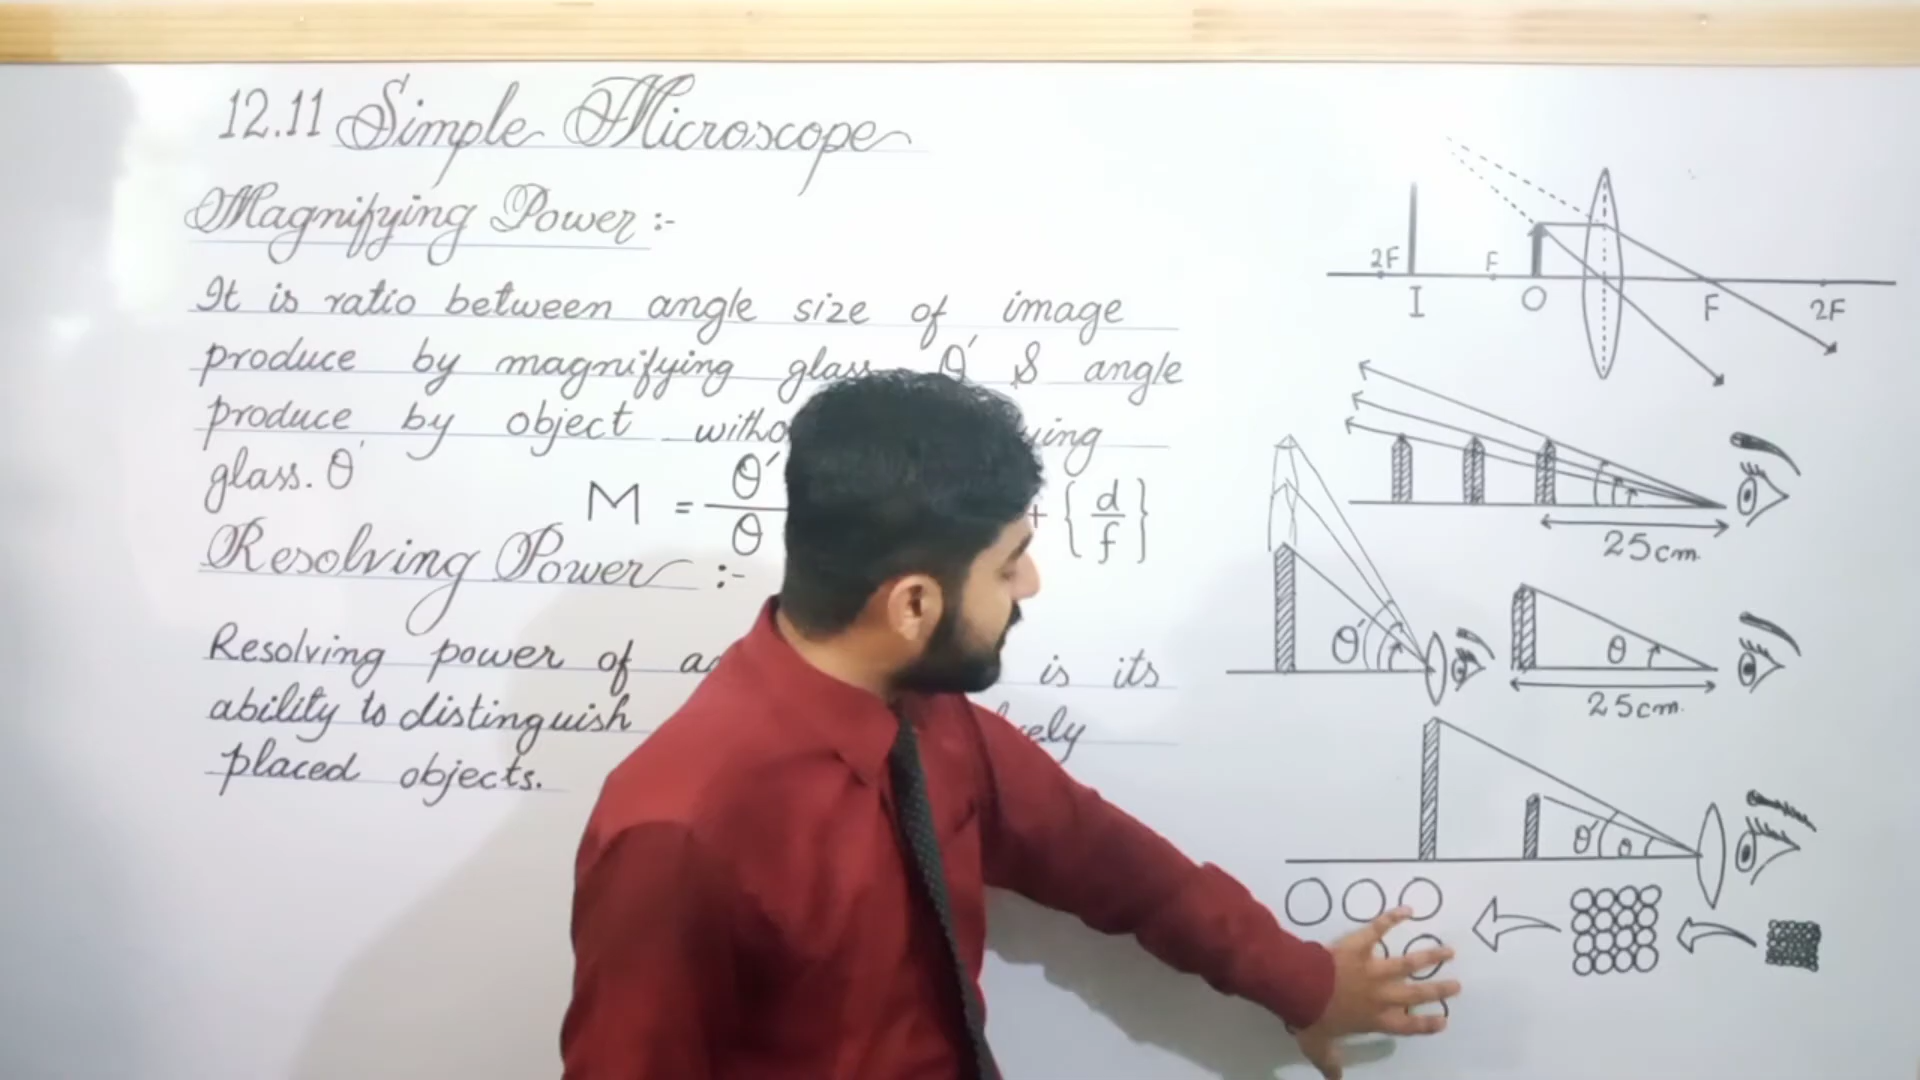 12.11 Simple Microscope
Magnifying Power :-
It is ratio between angle size of image
produce by magnifying glass θ' & angle
produce by object
glass. θ
M = θ'/θ + {d/f}
Resolving Power :-
Resolving power of is its
ability to distinguish
placed objects.
2F F
I O F 2F
25cm.
θ' θ
25cm.
θ' θ